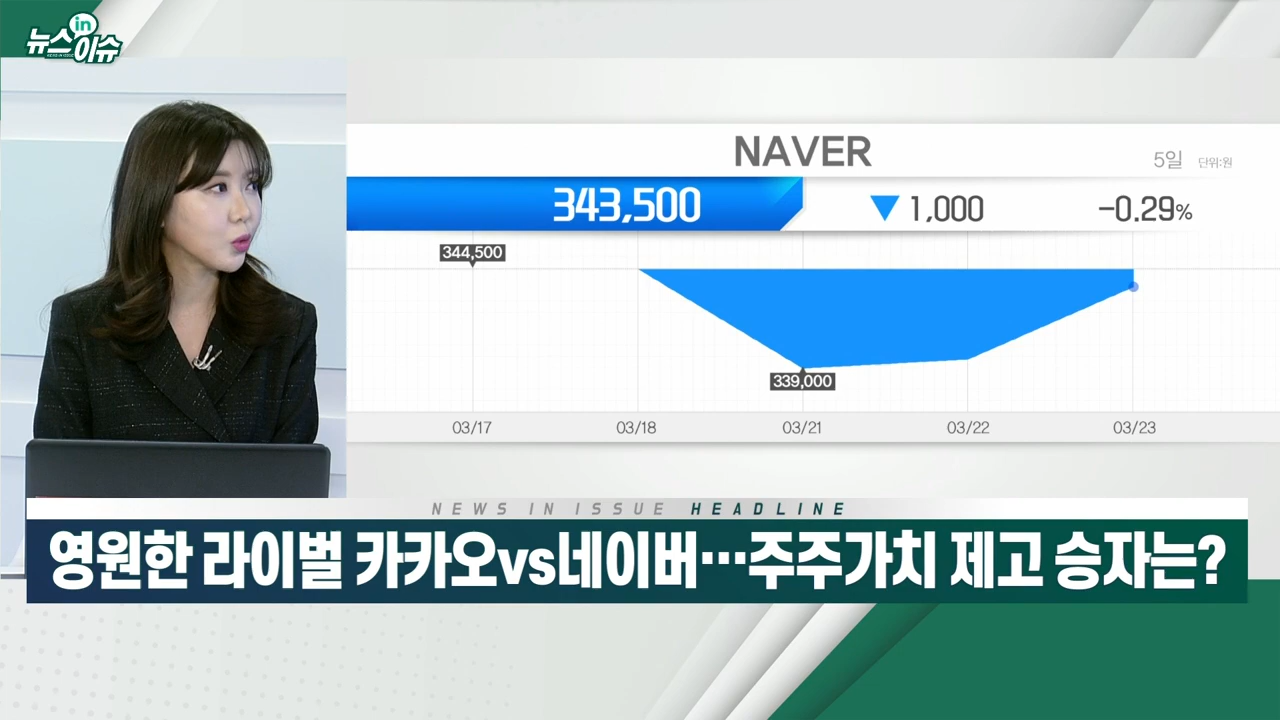 뉴스in이슈
NAVER
5일 단위:원
343,500 ▼ 1,000 -0.29%
344,500
339,000
03/17 03/18 03/21 03/22 03/23
NEWS IN ISSUE HEADLINE
영원한 라이벌 카카오vs네이버…주주가치 제고 승자는?